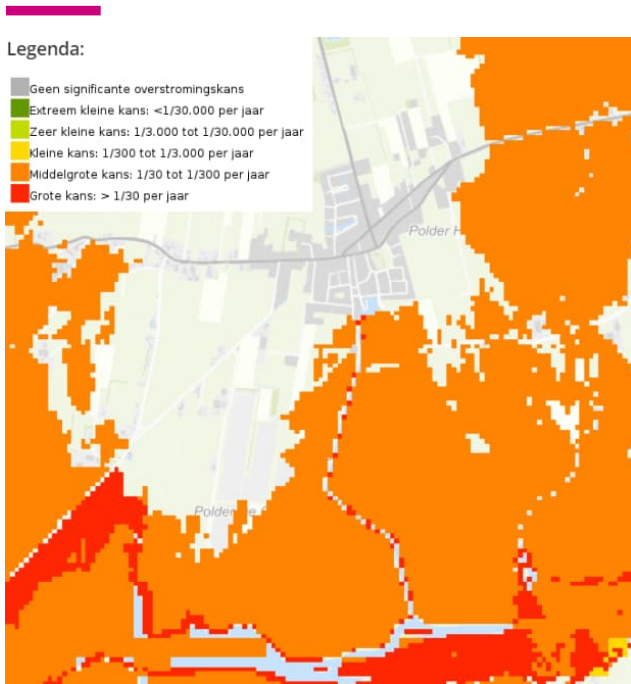 Legenda:
Geen significante overstromingskans
Extreem kleine kans: <1/30.000 per jaar
Zeer kleine kans: 1/3.000 tot 1/30.000 per jaar
Kleine kans: 1/300 tot 1/3.000 per jaar
Middelgrote kans: 1/30 tot 1/300 per jaar
Grote kans: > 1/30 per jaar
Polder
Polder